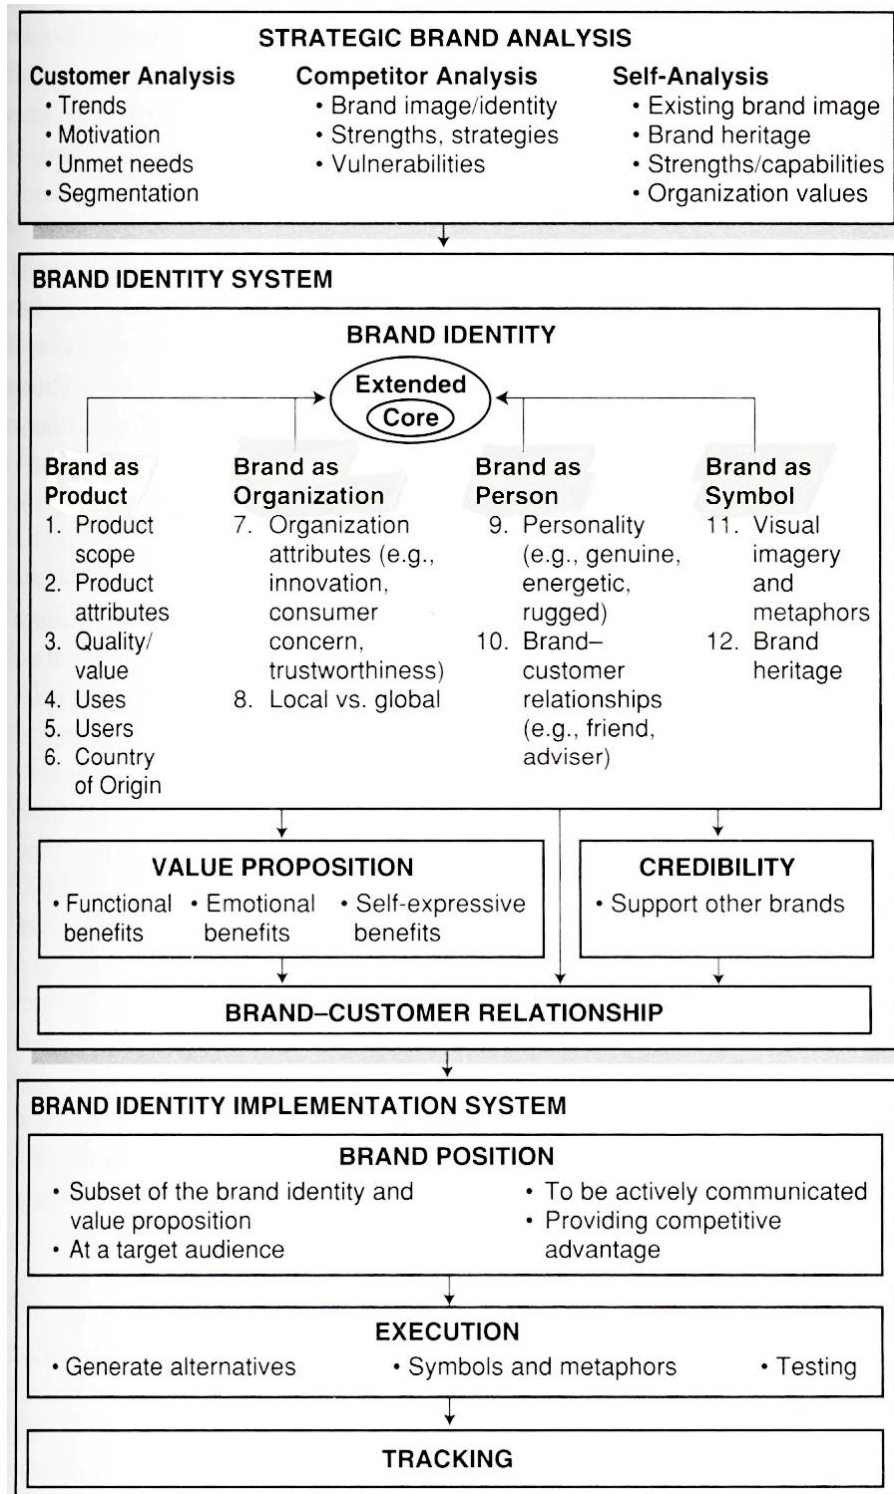 STRATEGIC BRAND ANALYSIS
Customer Analysis
• Trends
• Motivation
• Unmet needs
• Segmentation
Competitor Analysis
• Brand image/identity
• Strengths, strategies
• Vulnerabilities
Self-Analysis
• Existing brand image
• Brand heritage
• Strengths/capabilities
• Organization values
BRAND IDENTITY SYSTEM
BRAND IDENTITY
Extended
Core
Brand as
Product
1. Product
scope
2. Product
attributes
3. Quality/
value
4. Uses
5. Users
6. Country
of Origin
Brand as
Organization
7. Organization
attributes (e.g.,
innovation,
consumer
concern,
trustworthiness)
8. Local vs. global
Brand as
Person
9. Personality
(e.g., genuine,
energetic,
rugged)
10. Brand–
customer
relationships
(e.g., friend,
adviser)
Brand as
Symbol
11. Visual
imagery
and
metaphors
12. Brand
heritage
VALUE PROPOSITION
• Functional
benefits
• Emotional
benefits
• Self-expressive
benefits
CREDIBILITY
• Support other brands
BRAND–CUSTOMER RELATIONSHIP
BRAND IDENTITY IMPLEMENTATION SYSTEM
BRAND POSITION
• Subset of the brand identity and
value proposition
• At a target audience
• To be actively communicated
• Providing competitive
advantage
EXECUTION
• Generate alternatives
• Symbols and metaphors
• Testing
TRACKING